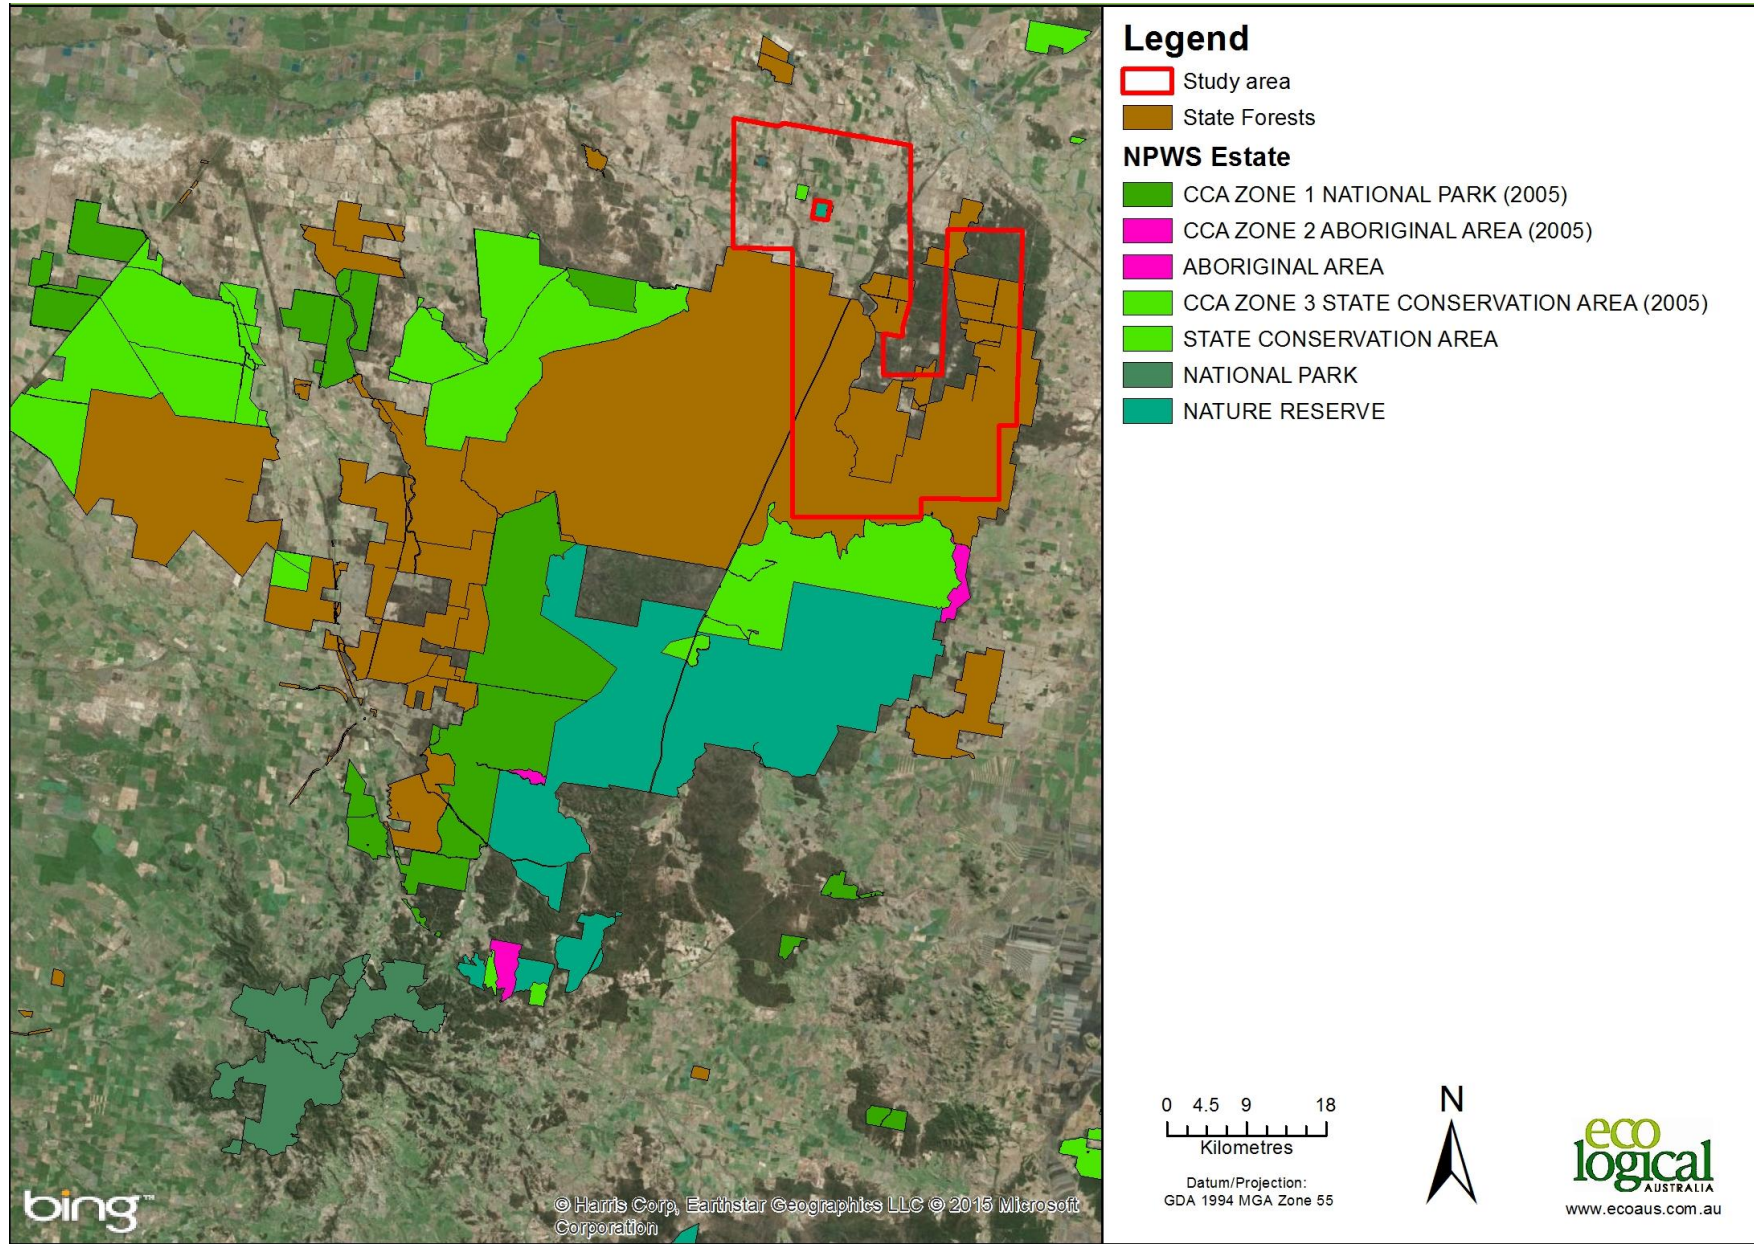 Legend
Study area
State Forests
NPWS Estate
CCA ZONE 1 NATIONAL PARK (2005)
CCA ZONE 2 ABORIGINAL AREA (2005)
ABORIGINAL AREA
CCA ZONE 3 STATE CONSERVATION AREA (2005)
STATE CONSERVATION AREA
NATIONAL PARK
NATURE RESERVE
0 4.5 9 18
Kilometres
Datum/Projection:
GDA 1994 MGA Zone 55
N
eco
logical
AUSTRALIA
www.ecoaus.com.au
bing™
© Harris Corp, Earthstar Geographics LLC © 2015 Microsoft
Corporation